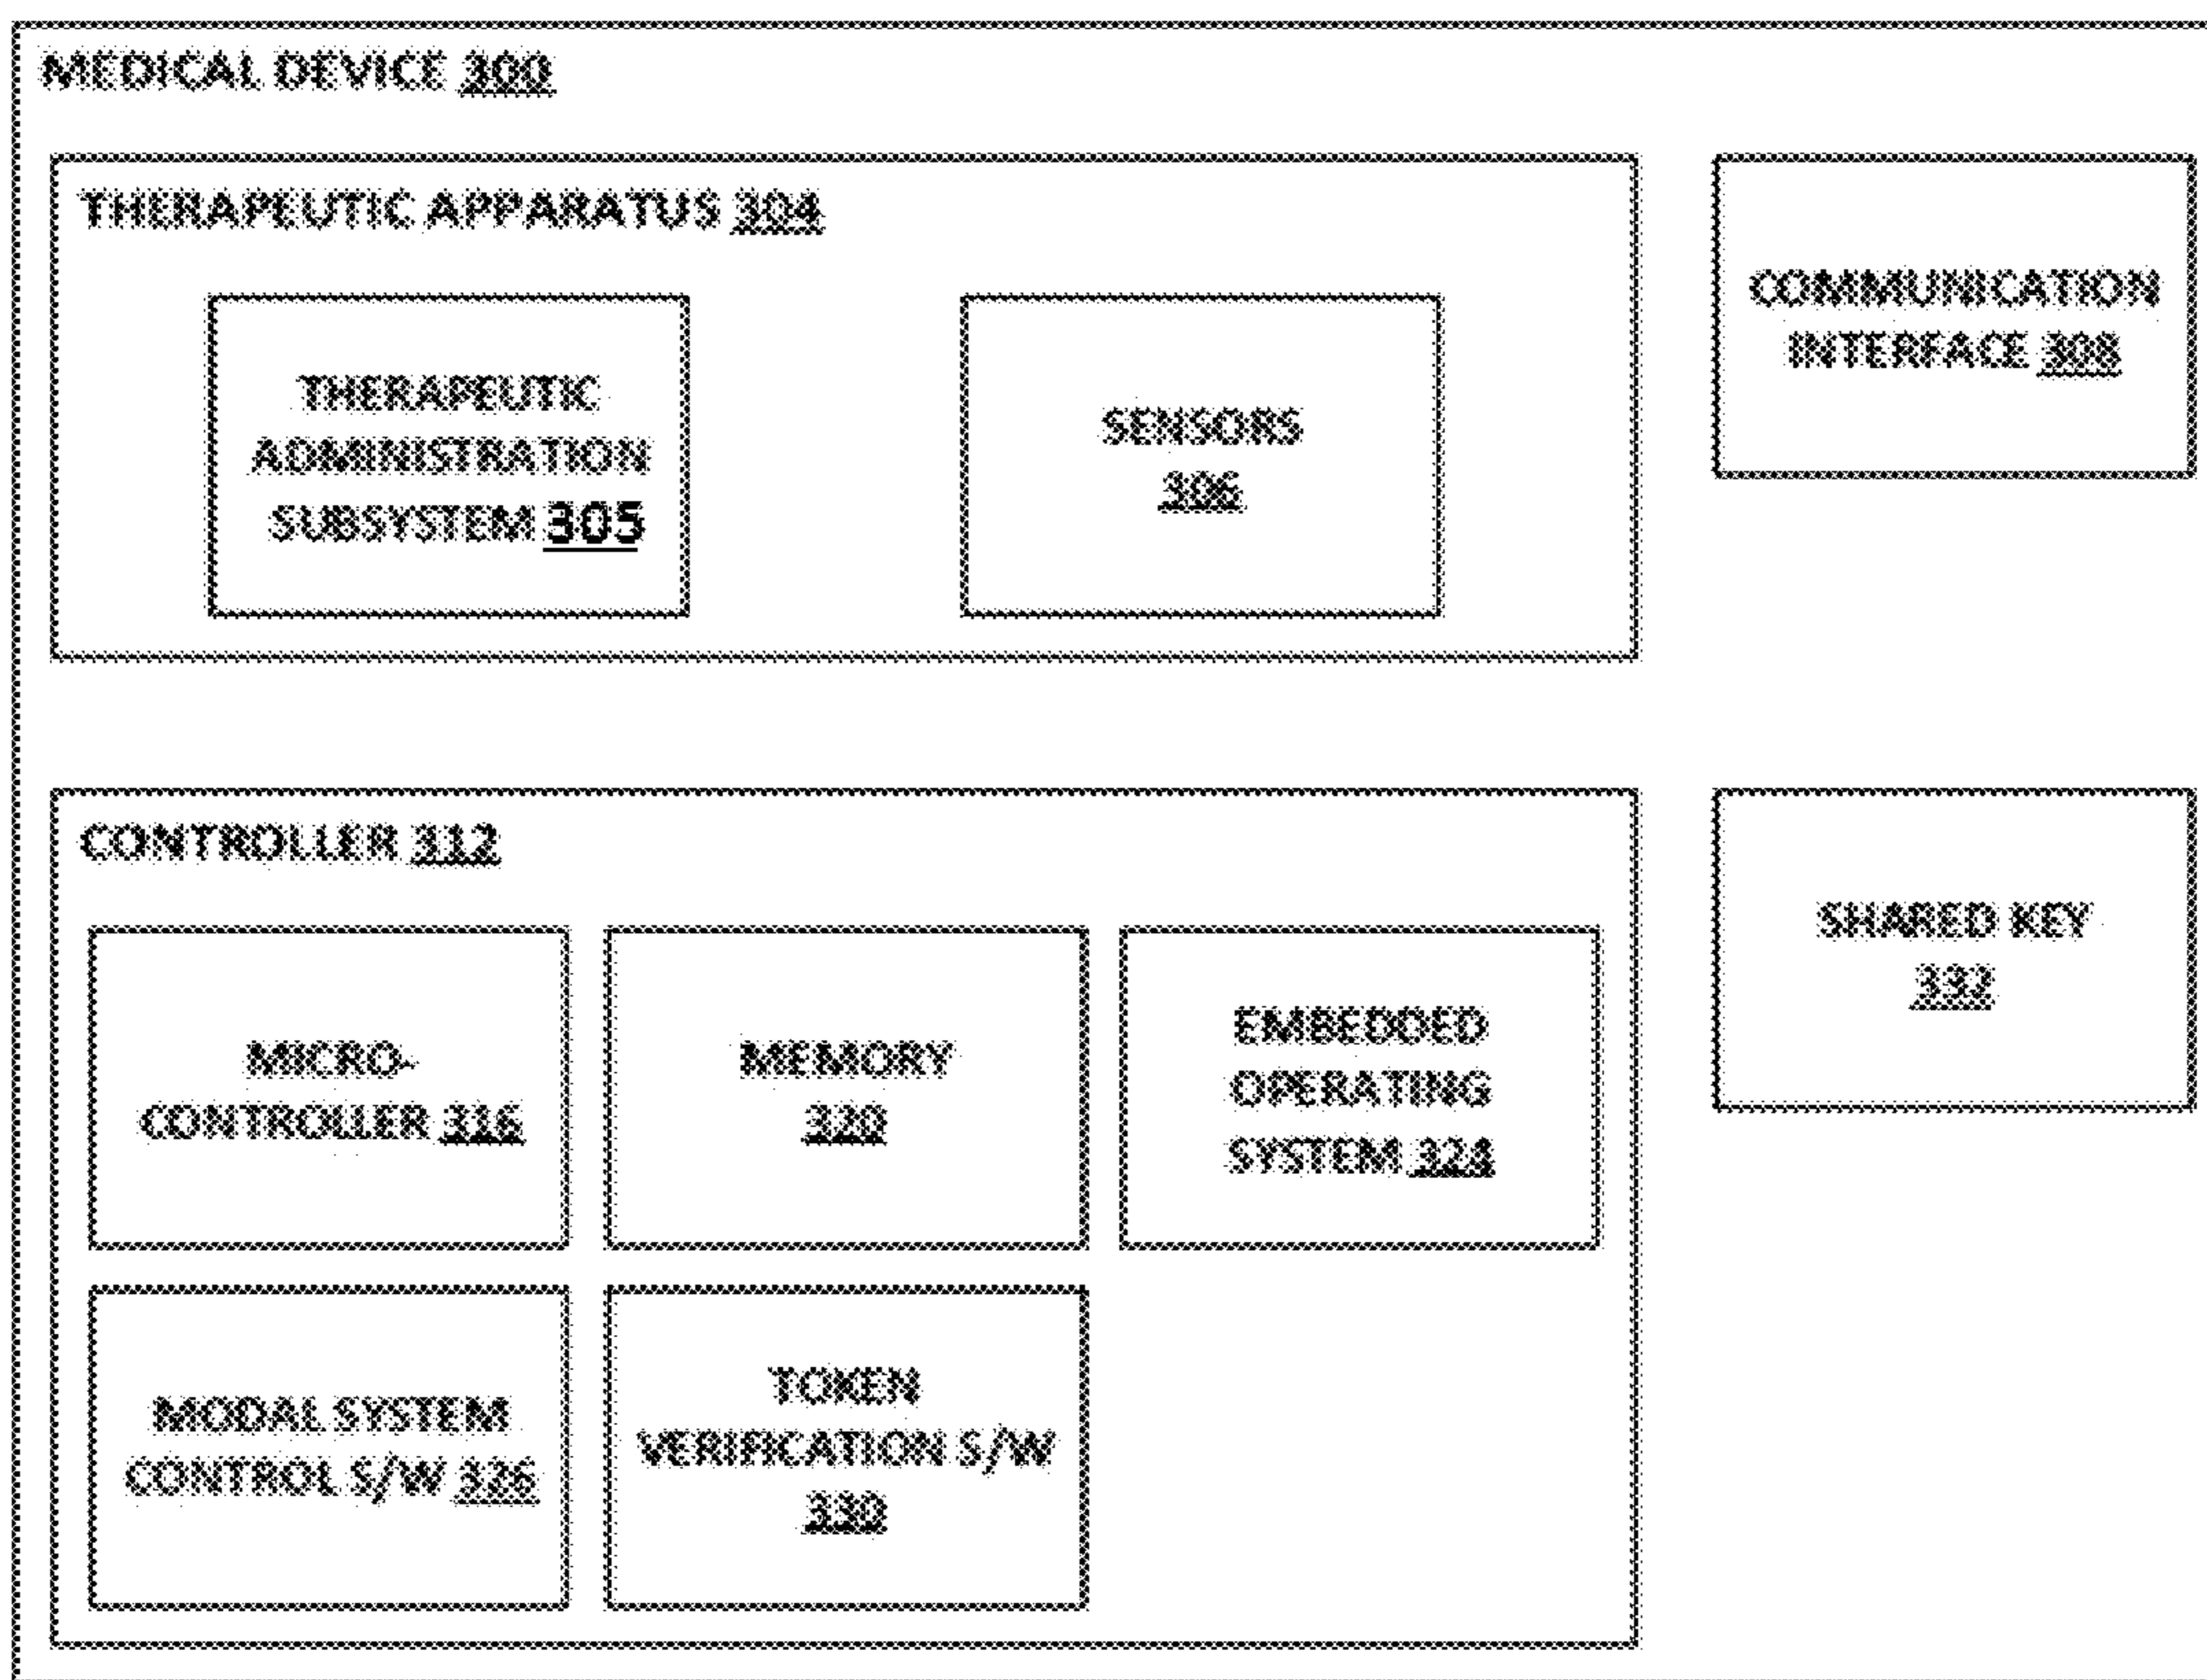 MEDICAL DEVICE 300
THERAPEUTIC APPARATUS 304
THERAPEUTIC
ADMINISTRATION
SUBSYSTEM 305
SENSORS
306
COMMUNICATION
INTERFACE 308
CONTROLLER 312
MICRO-
CONTROLLER 316
MEMORY
320
EMBEDDED
OPERATING
SYSTEM 324
SHARED KEY
332
MODAL SYSTEM
CONTROL S/W 326
TOKEN
VERIFICATION S/W
330